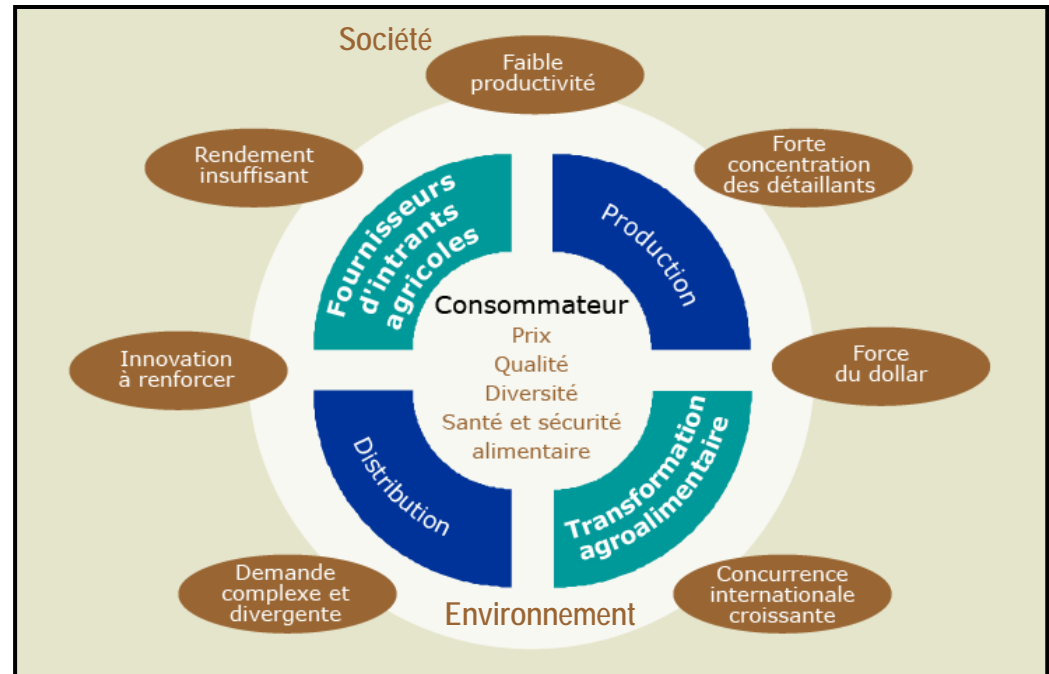 Société
Faible
productivité
Rendement
insuffisant
Forte
concentration
des détaillants
Fournisseurs
d'intrants
agricoles
Production
Consommateur
Prix
Qualité
Diversité
Santé et sécurité
alimentaire
Innovation
à renforcer
Force
du dollar
Distribution
Transformation
agroalimentaire
Demande
complexe et
divergente
Environnement
Concurrence
internationale
croissante